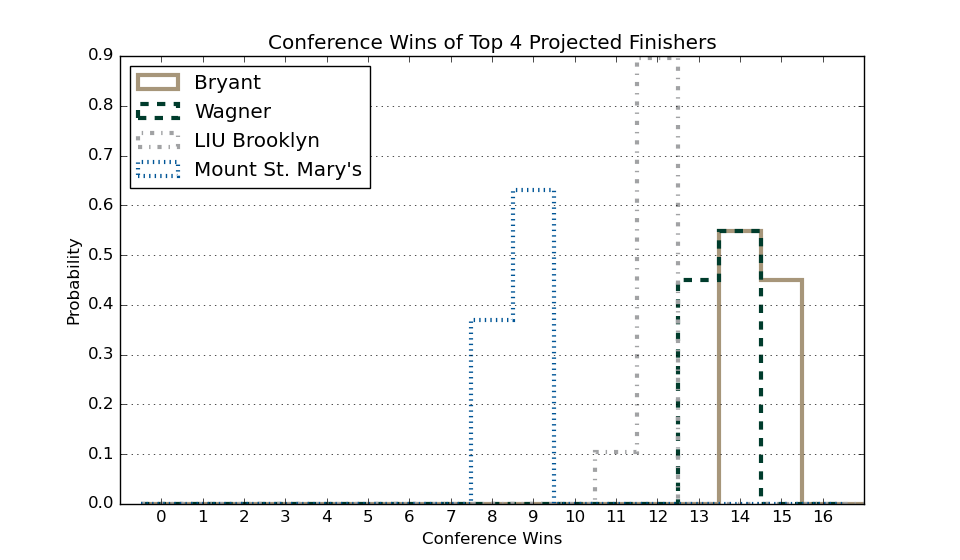 Conference Wins of Top 4 Projected Finishers
Bryant
Wagner
LIU Brooklyn
Mount St. Mary's
0.9
0.8
0.7
0.6
0.5
0.4
0.3
0.2
0.1
0.0
Probability
0 1 2 3 4 5 6 7 8 9 10 11 12 13 14 15 16
Conference Wins